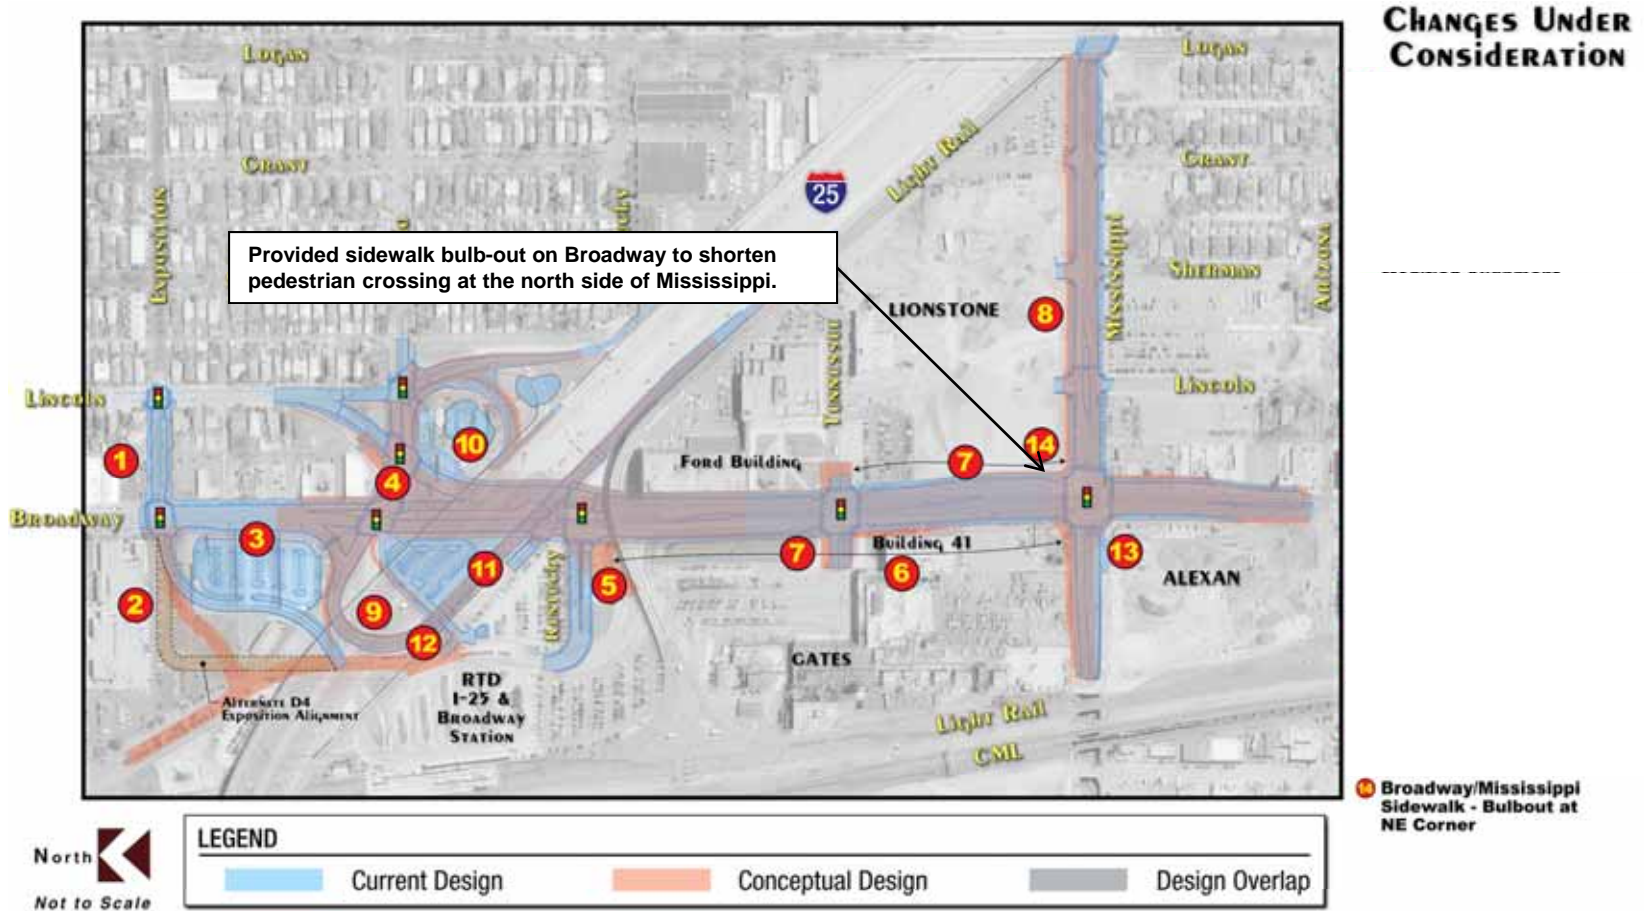 CHANGES UNDER
CONSIDERATION
LOGAN
LOGAN
GRANT
GRANT
25
Light Rail
EXPOSITION
Provided sidewalk bulb-out on Broadway to shorten
pedestrian crossing at the north side of Mississippi.
LIONSTONE
8
MISSISSIPPI
SHERMAN
ARIZONA
TENNESSEE
LINCOLN
LINCOLN
1
10
4
FORD BUILDING
7
14
BROADWAY
3
11
2
9
12
KENTUCKY
5
7
BUILDING 41
6
13
ALEXAN
GATES
RTD
I-25 &
BROADWAY
STATION
ALTERNATE D4
EXPOSITION ALIGNMENT
Light Rail
CML
14 Broadway/Mississippi
Sidewalk - Bulbout at
NE Corner
North
Not to Scale
LEGEND
Current Design
Conceptual Design
Design Overlap